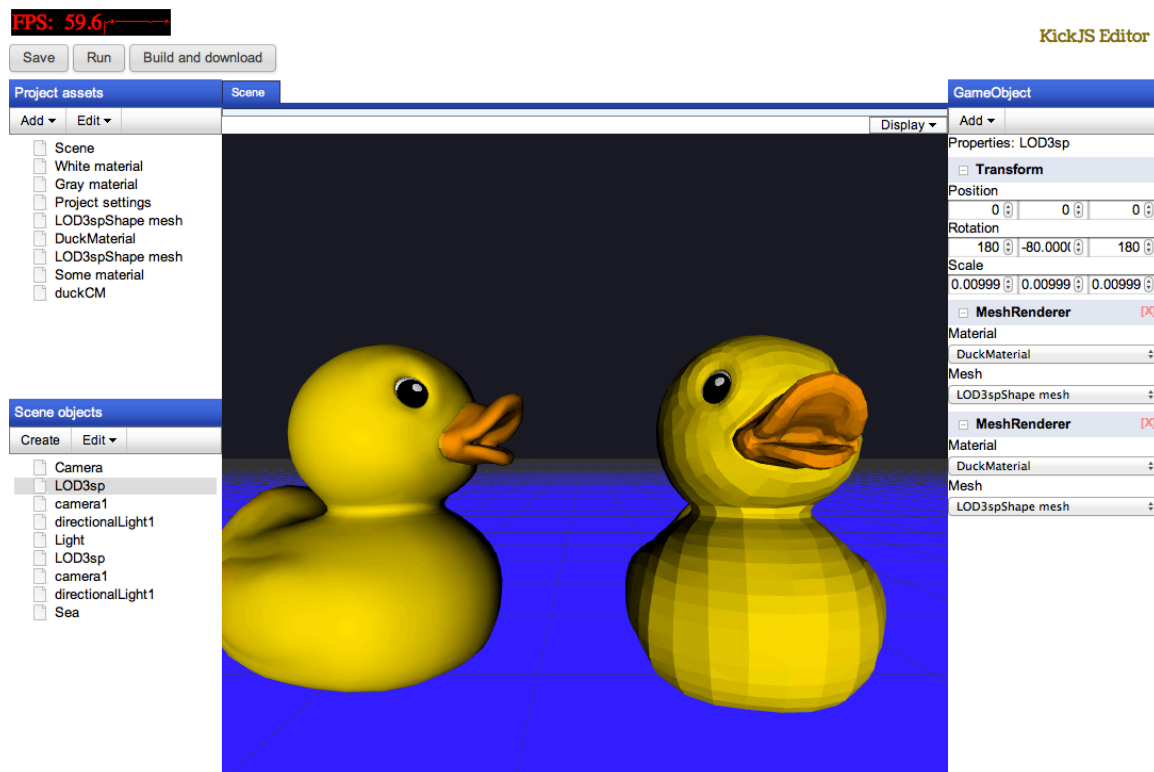 FPS: 59.6
KickJS Editor
Save Run Build and download
Project assets
Add Edit
Scene
White material
Gray material
Project settings
LOD3spShape mesh
DuckMaterial
LOD3spShape mesh
Some material
duckCM
Scene objects
Create Edit
Camera
LOD3sp
camera1
directionalLight1
Light
LOD3sp
camera1
directionalLight1
Sea
Scene
Display
GameObject
Add
Properties: LOD3sp
Transform
Position
0 0 0
Rotation
180 -80.000( 180
Scale
0.00999 0.00999 0.00999
MeshRenderer [X]
Material
DuckMaterial
Mesh
LOD3spShape mesh
MeshRenderer [X]
Material
DuckMaterial
Mesh
LOD3spShape mesh